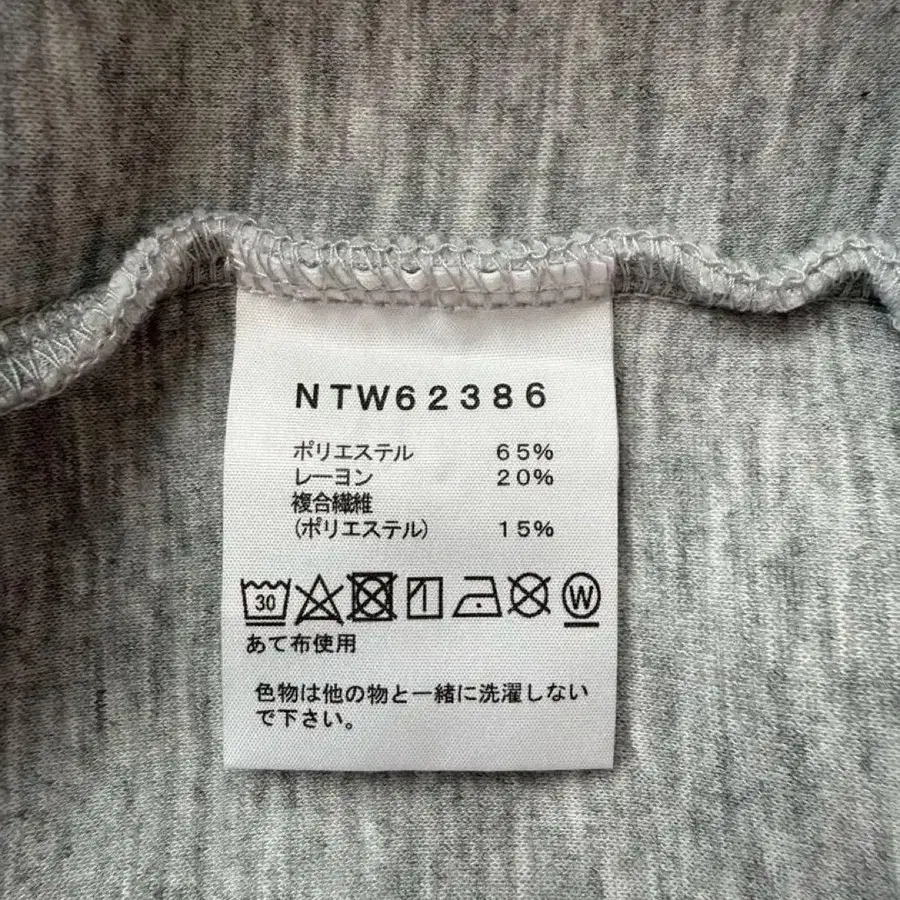 NTW62386
ポリエステル 65%
レーヨン 20%
複合繊維
(ポリエステル) 15%
30 W
あて布使用
色物は他の物と一緒に洗濯しない
で下さい。